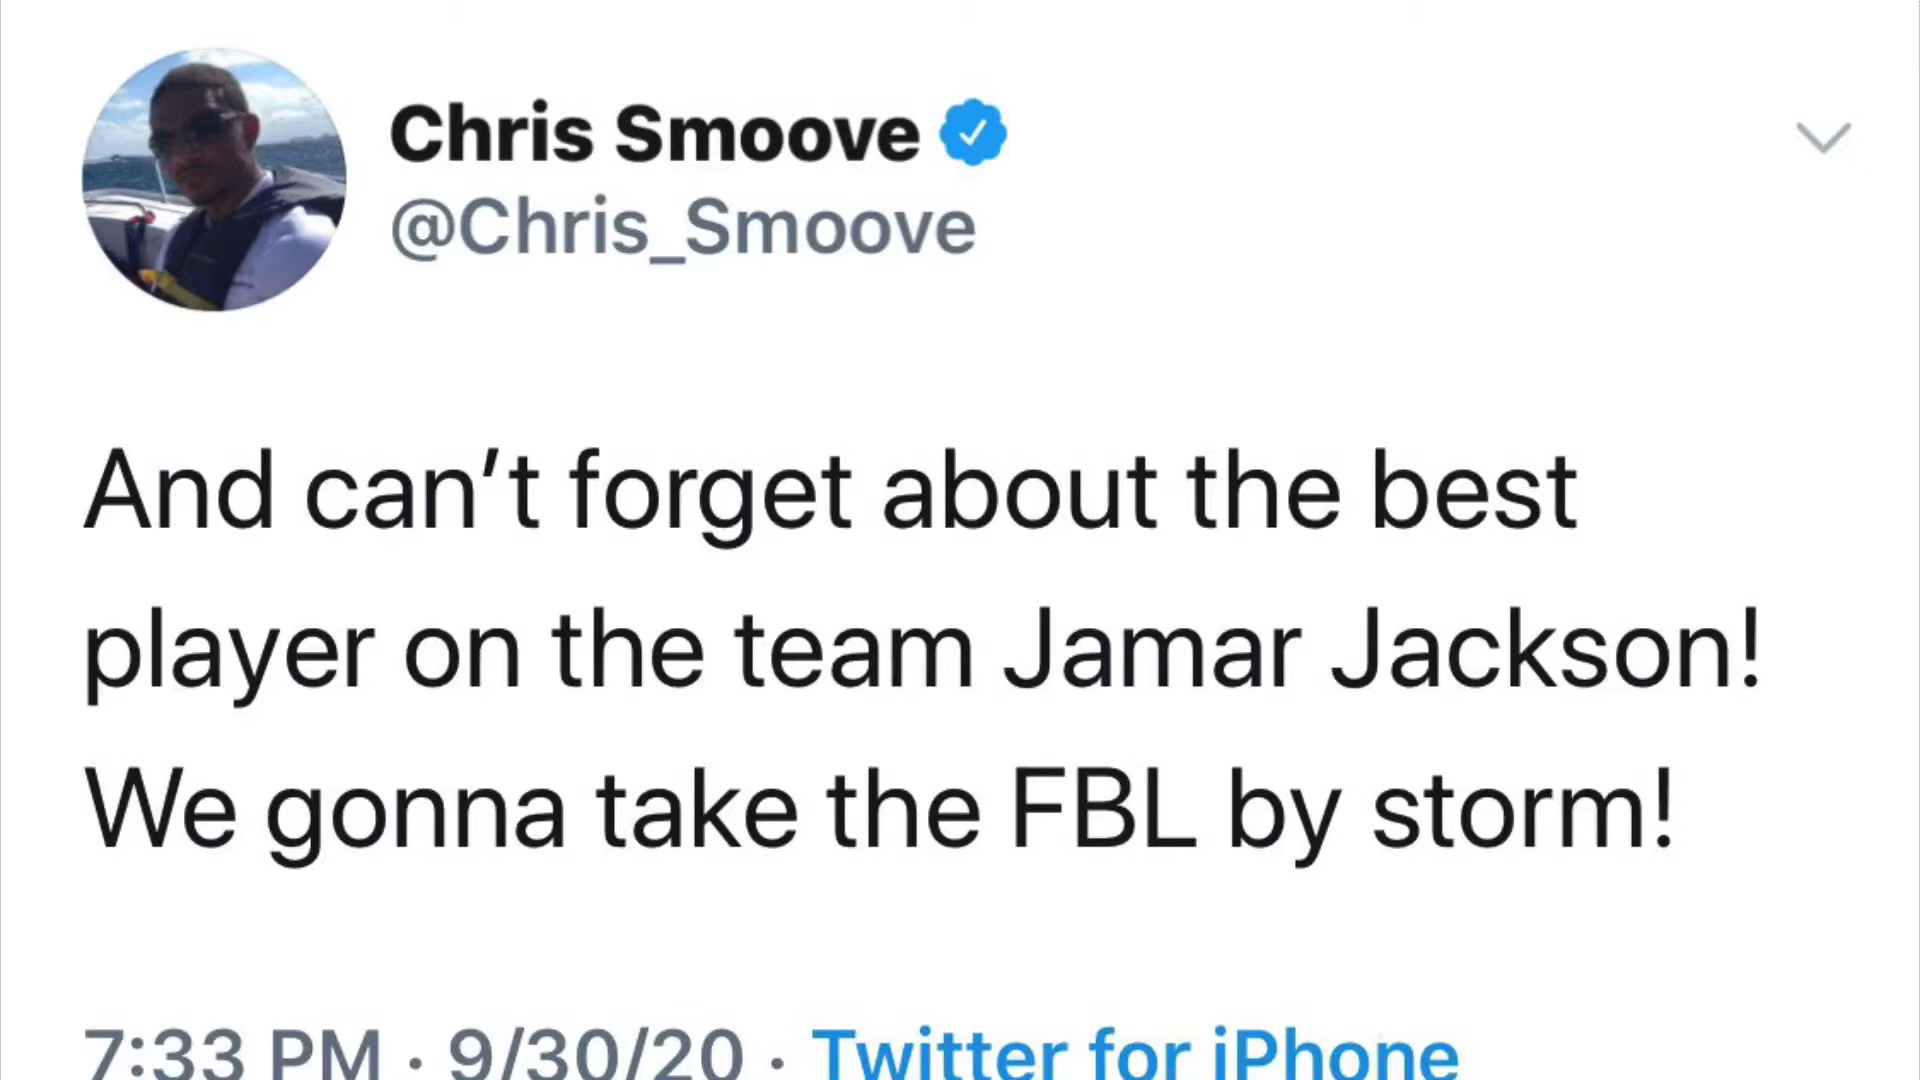 Chris Smoove
@Chris_Smoove
And can’t forget about the best
player on the team Jamar Jackson!
We gonna take the FBL by storm!
7:33 PM · 9/30/20 · Twitter for iPhone